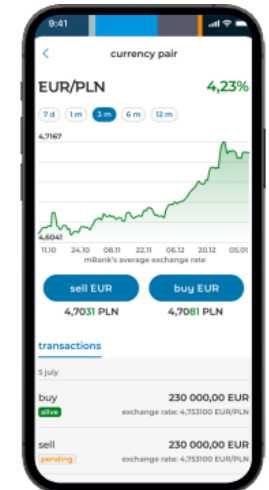 9:41
currency pair
EUR/PLN 4,23%
7 d 1 m 3 m 6 m 12 m
4,7167
4,6041
11.10 24.10 08.11 22.11 06.12 20.12 05.01
mBank's average exchange rate
sell EUR buy EUR
4,7031 PLN 4,7081 PLN
transactions
5 july
buy 230 000,00 EUR
alive exchange rate: 4,753100 EUR/PLN
sell 230 000,00 EUR
pending exchange rate: 4,753100 EUR/PLN